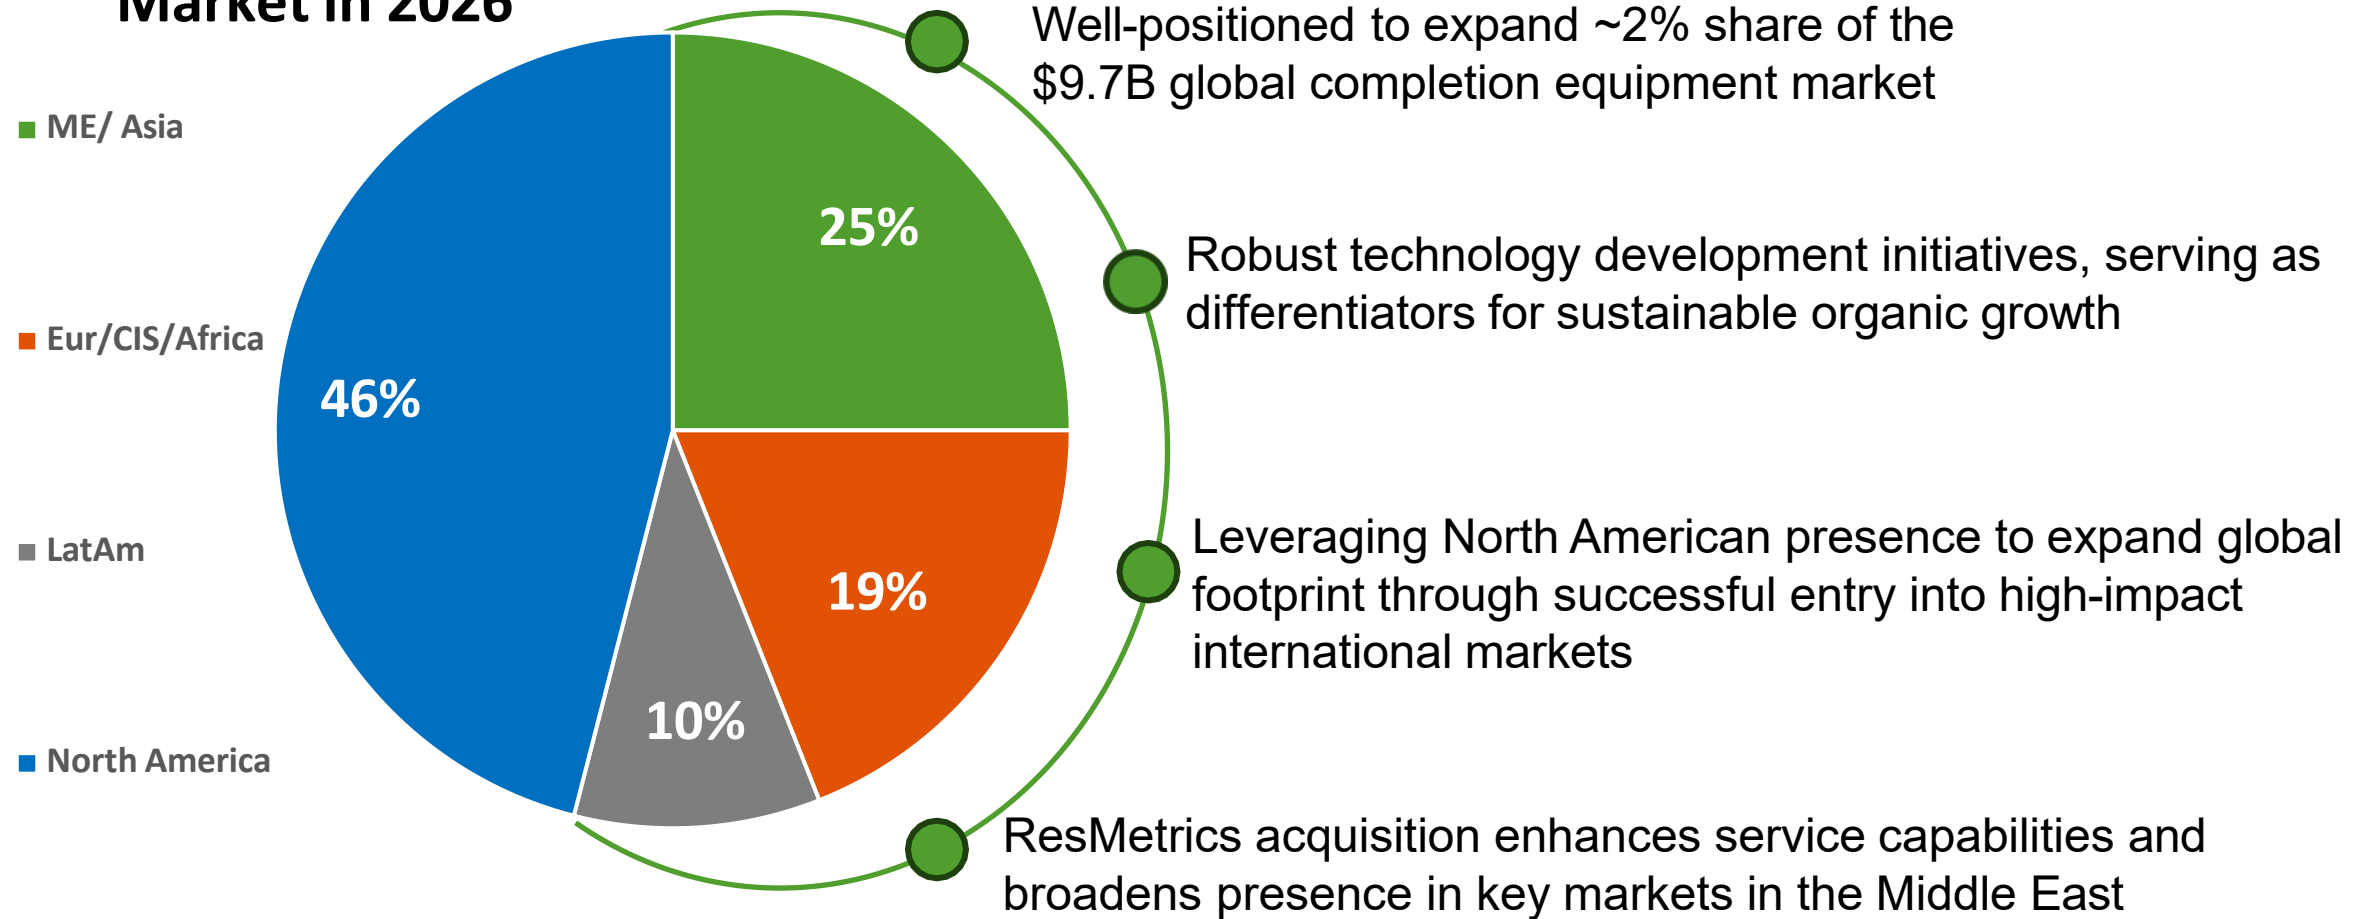 Market in 2026
ME/ Asia
Eur/CIS/Africa
LatAm
North America
25%
19%
10%
46%
Well-positioned to expand ~2% share of the
$9.7B global completion equipment market
Robust technology development initiatives, serving as
differentiators for sustainable organic growth
Leveraging North American presence to expand global
footprint through successful entry into high-impact
international markets
ResMetrics acquisition enhances service capabilities and
broadens presence in key markets in the Middle East